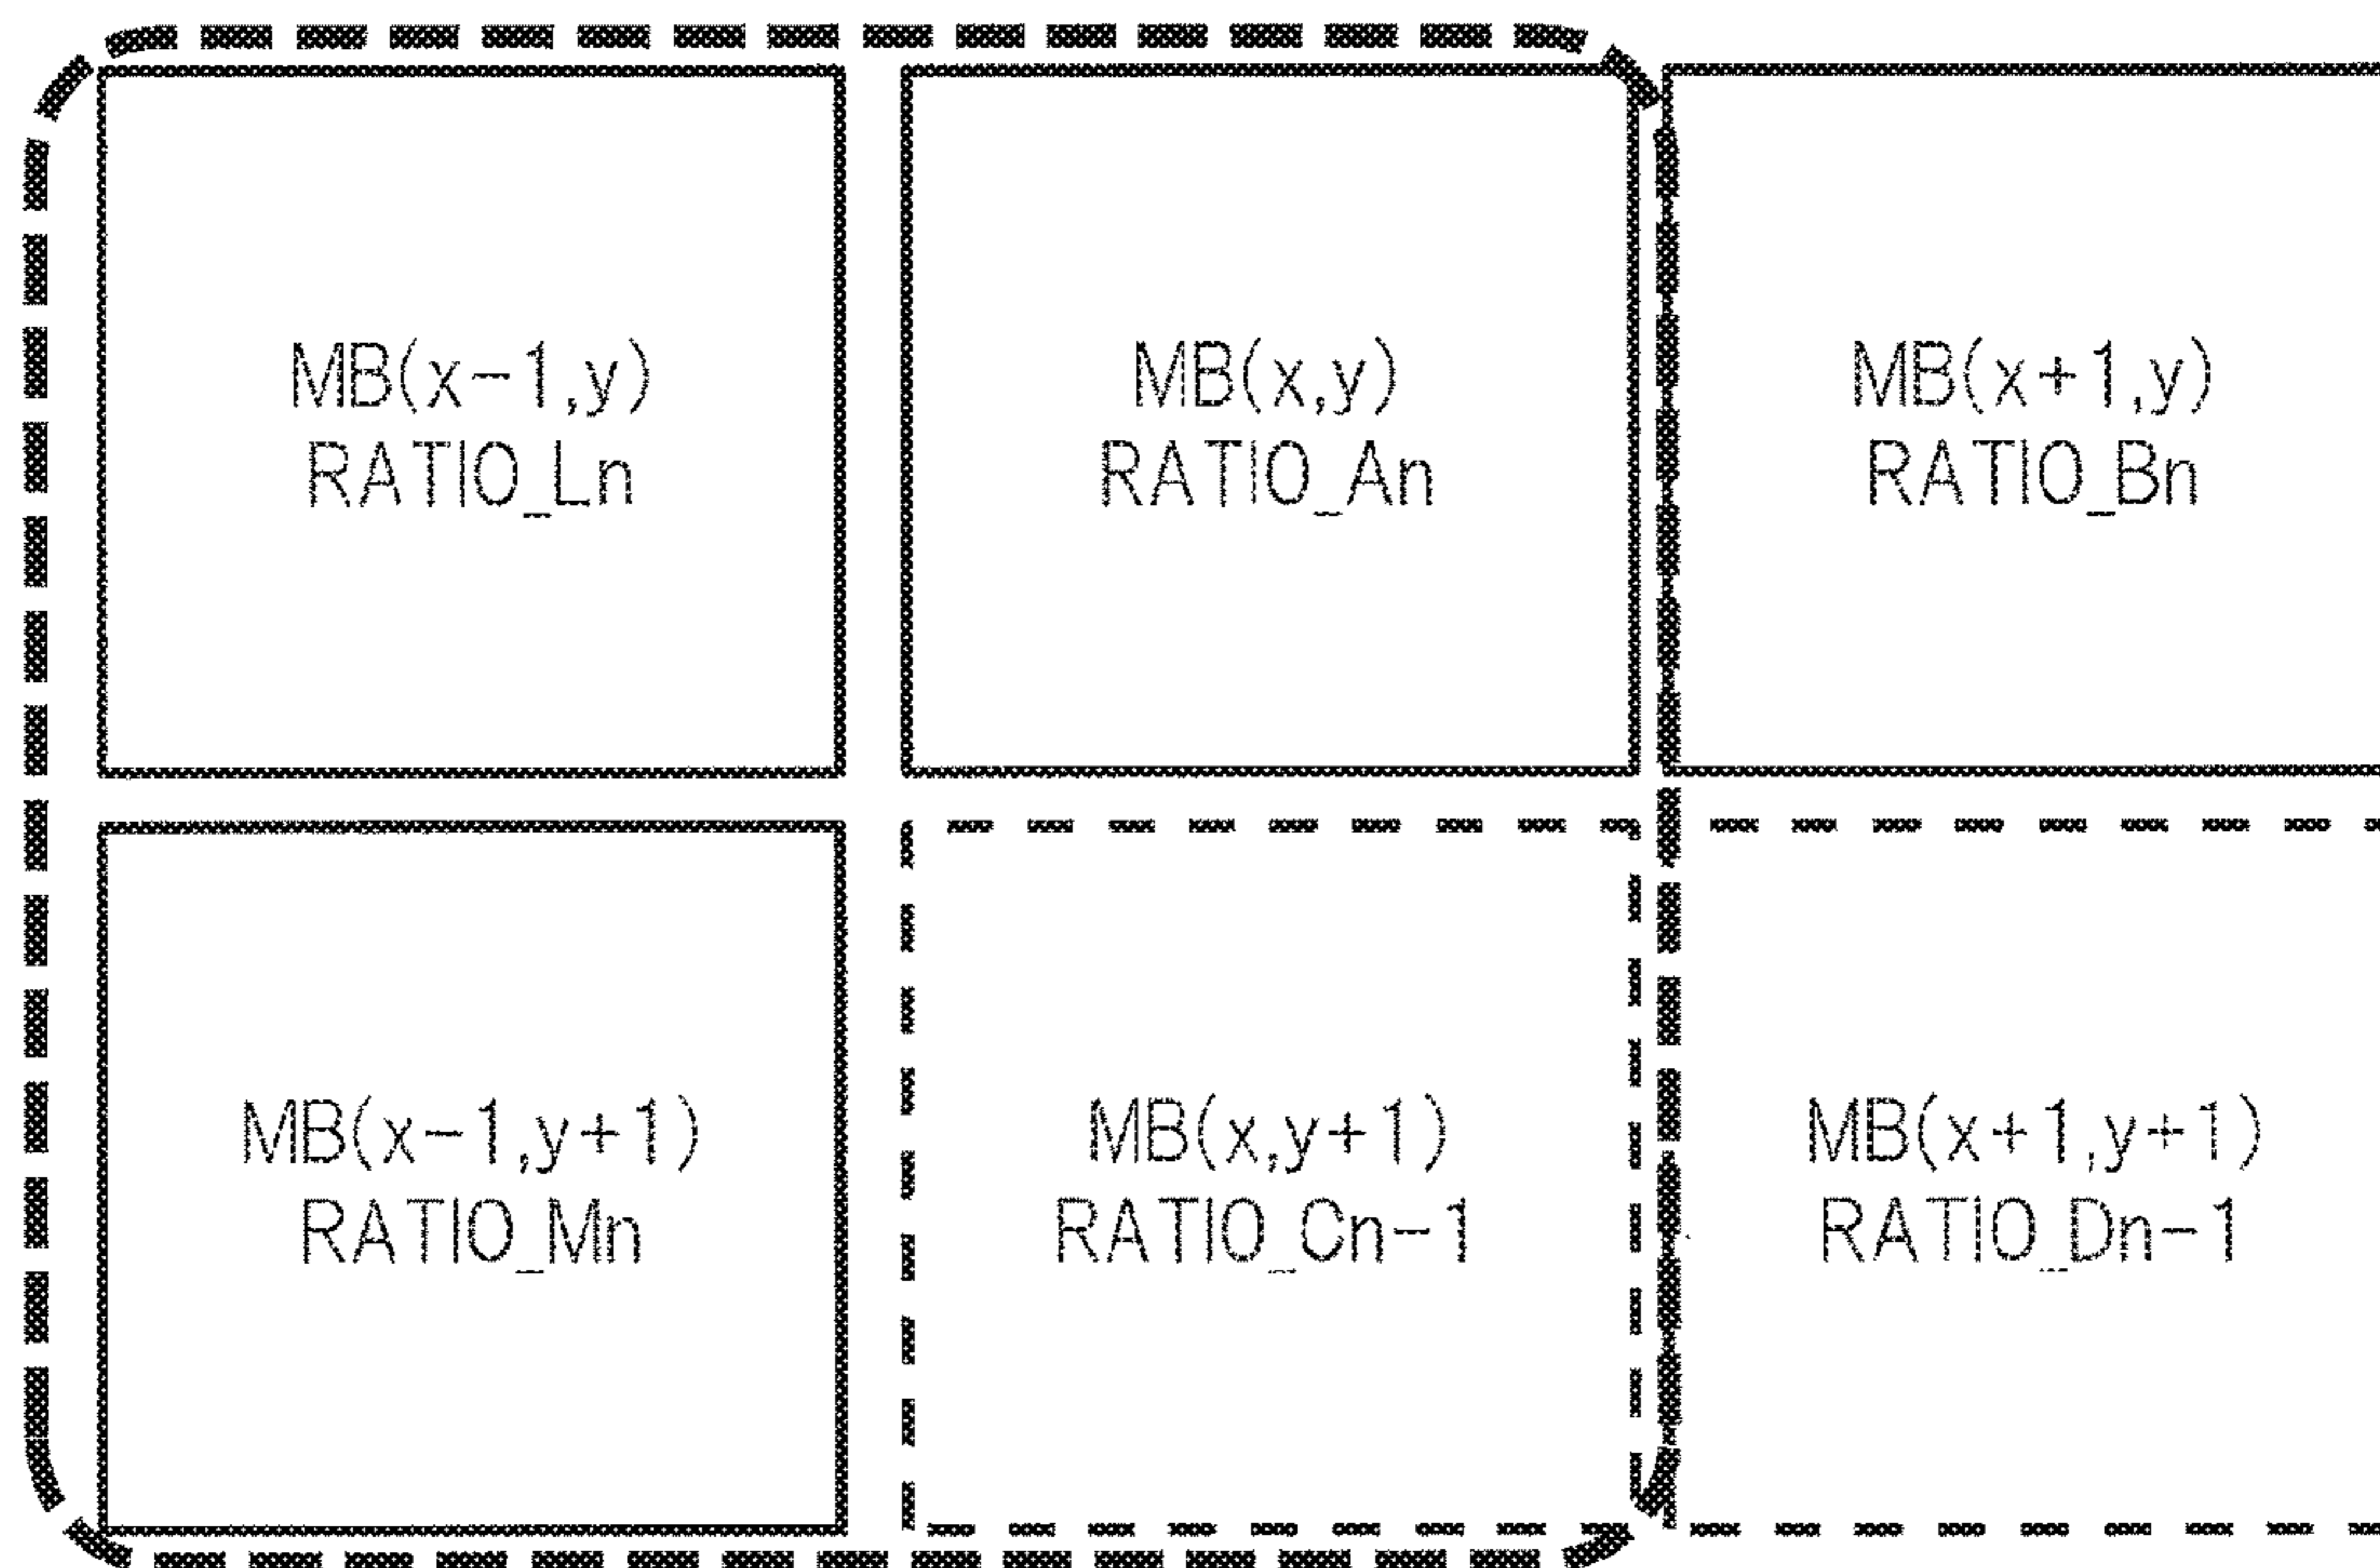 MB(x-1,y)
RATIO_Ln
MB(x,y)
RATIO_An
MB(x+1,y)
RATIO_Bn
MB(x-1,y+1)
RATIO_Mn
MB(x,y+1)
RATIO_Cn-1
MB(x+1,y+1)
RATIO_Dn-1